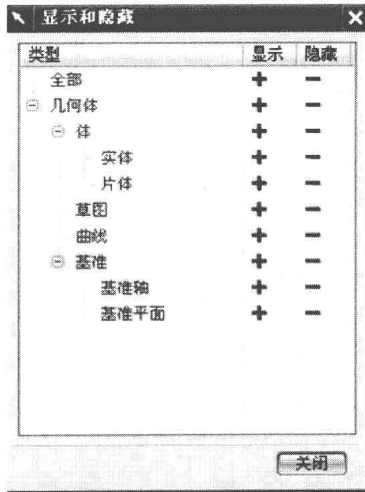 显示和隐藏
类型 显示 隐藏
全部
几何体
体
实体
片体
草图
曲线
基准
基准轴
基准平面
关闭